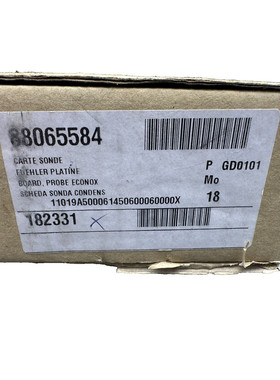 88065584
CARTE SONDE
FUEHLER PLATINE
BOARD, PROBE ECONOX
SCHEDA SONDA CONDENS
P GD0101
Mo
18
11019A500061450600060000X
182331 X